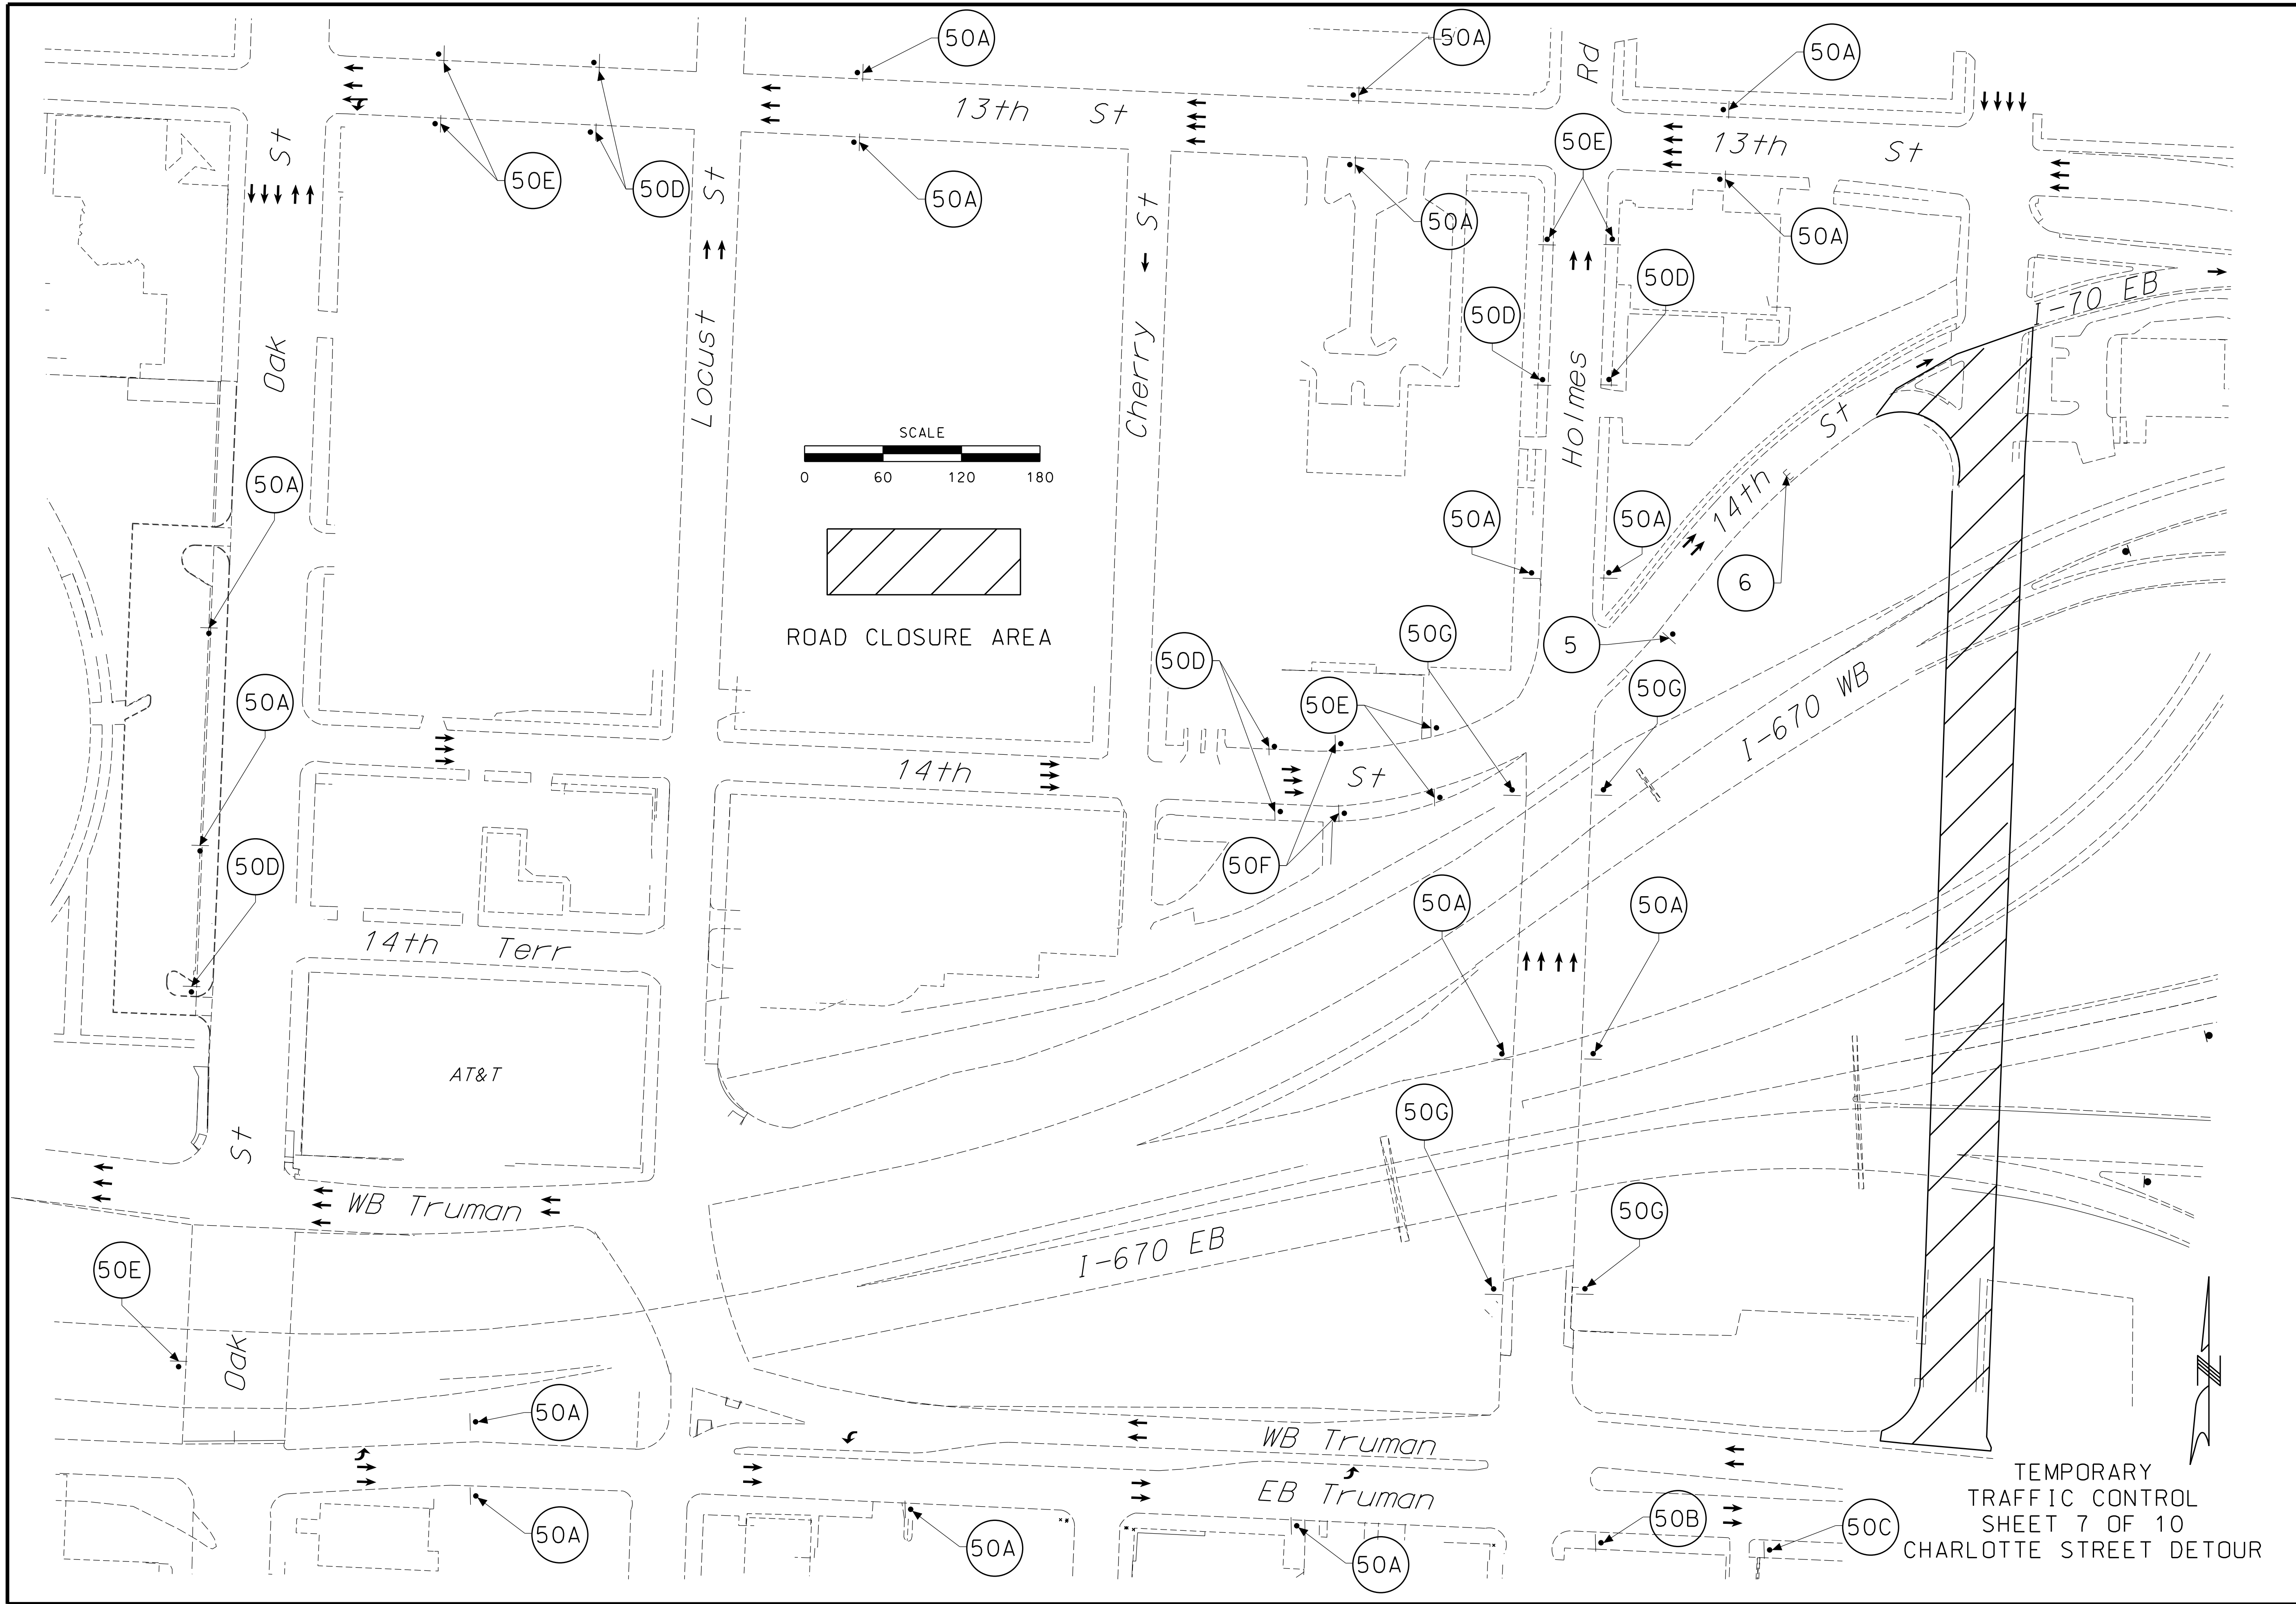 50A
50A
50A
Rd
13th St
50E
13th St
St
50E
50D
St
50A
St
50A
50A
50D
I-70 EB
50D
Oak
Locust
Cherry
Holmes
St
SCALE
0 60 120 180
50A
50A
50A
14th
6
ROAD CLOSURE AREA
50G
5
50D
50G
50A
50E
I-670 WB
14th St
50D
50F
50A
50A
14th Terr
AT&T
50G
St
WB Truman
50G
I-670 EB
50E
Oak
N
50A
WB Truman
EB Truman
50A
50A
50A
50B
50C
TEMPORARY
TRAFFIC CONTROL
SHEET 7 OF 10
CHARLOTTE STREET DETOUR